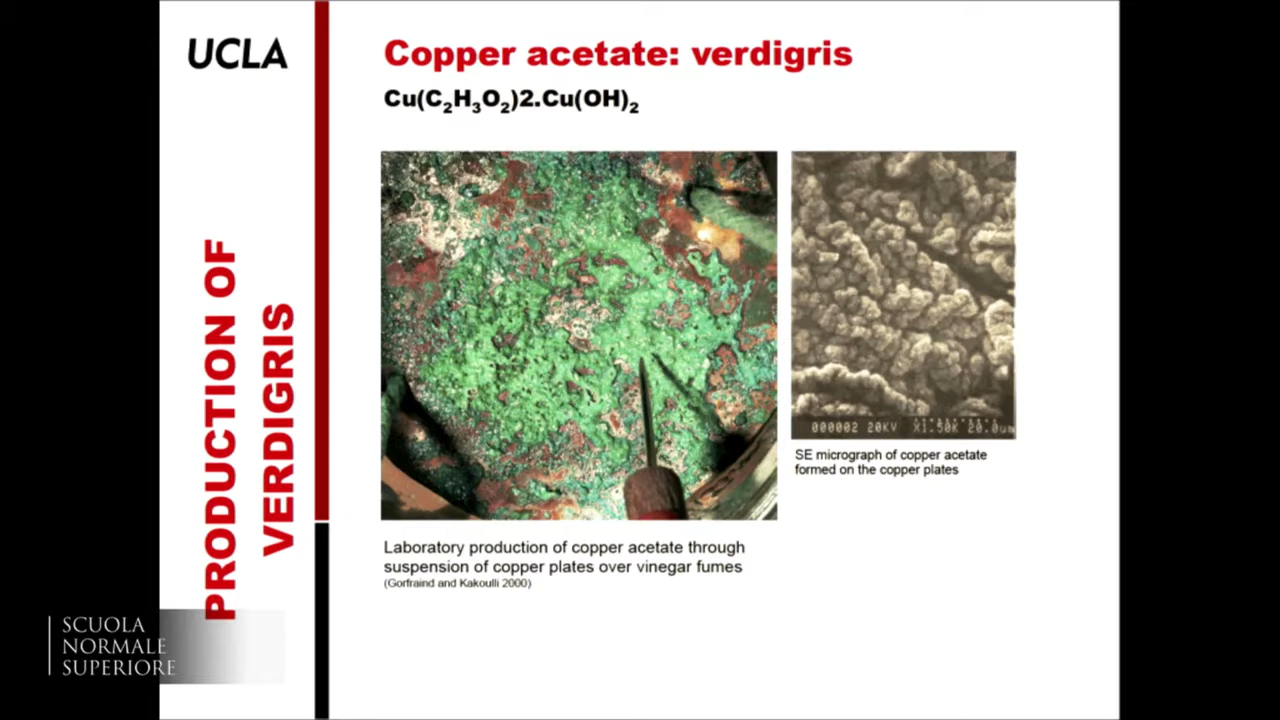 UCLA
PRODUCTION OF
VERDIGRIS
Copper acetate: verdigris
Cu(C2H3O2)2.Cu(OH)2
000002 20KV X1.50K 20.0um
SE micrograph of copper acetate
formed on the copper plates
Laboratory production of copper acetate through
suspension of copper plates over vinegar fumes
(Gorfraind and Kakoulli 2000)
SCUOLA
NORMALE
SUPERIORE